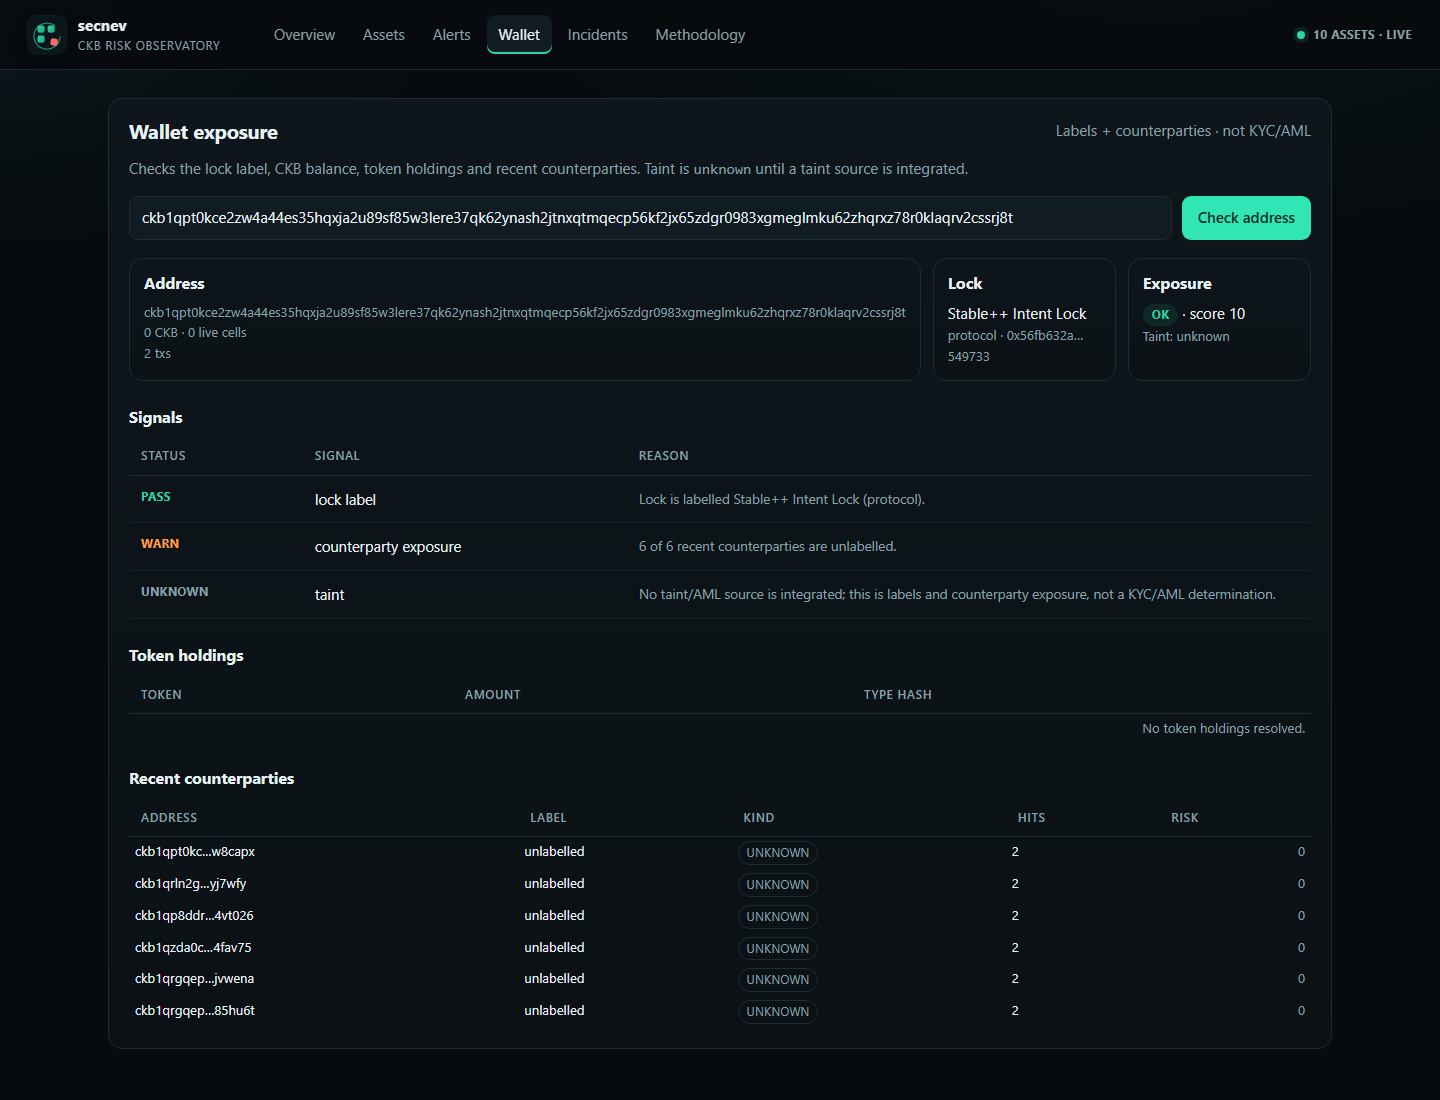 secnev
CKB RISK OBSERVATORY
Overview
Assets
Alerts
Wallet
Incidents
Methodology
10 ASSETS · LIVE
Wallet exposure
Labels + counterparties · not KYC/AML
Checks the lock label, CKB balance, token holdings and recent counterparties. Taint is unknown until a taint source is integrated.
ckb1qpt0kce2zw4a44es35hqxja2u89sf85w3lere37qk62ynash2jtnxqtmqecp56kf2jx65zdgr0983xgmeglmku62zhqrxz78r0klaqrv2cssrj8t
Check address
Address
ckb1qpt0kce2zw4a44es35hqxja2u89sf85w3lere37qk62ynash2jtnxqtmqecp56kf2jx65zdgr0983xgmeglmku62zhqrxz78r0klaqrv2cssrj8t
0 CKB · 0 live cells
2 txs
Lock
Stable++ Intent Lock
protocol · 0x56fb632a...
549733
Exposure
OK · score 10
Taint: unknown
Signals
STATUS SIGNAL REASON
PASS lock label Lock is labelled Stable++ Intent Lock (protocol).
WARN counterparty exposure 6 of 6 recent counterparties are unlabelled.
UNKNOWN taint No taint/AML source is integrated; this is labels and counterparty exposure, not a KYC/AML determination.
Token holdings
TOKEN AMOUNT TYPE HASH
No token holdings resolved.
Recent counterparties
ADDRESS LABEL KIND HITS RISK
ckb1qpt0kc...w8capx unlabelled UNKNOWN 2 0
ckb1qrln2g...yj7wfy unlabelled UNKNOWN 2 0
ckb1qp8ddr...4vt026 unlabelled UNKNOWN 2 0
ckb1qzda0c...4fav75 unlabelled UNKNOWN 2 0
ckb1qrgqep...jvwena unlabelled UNKNOWN 2 0
ckb1qrgqep...85hu6t unlabelled UNKNOWN 2 0